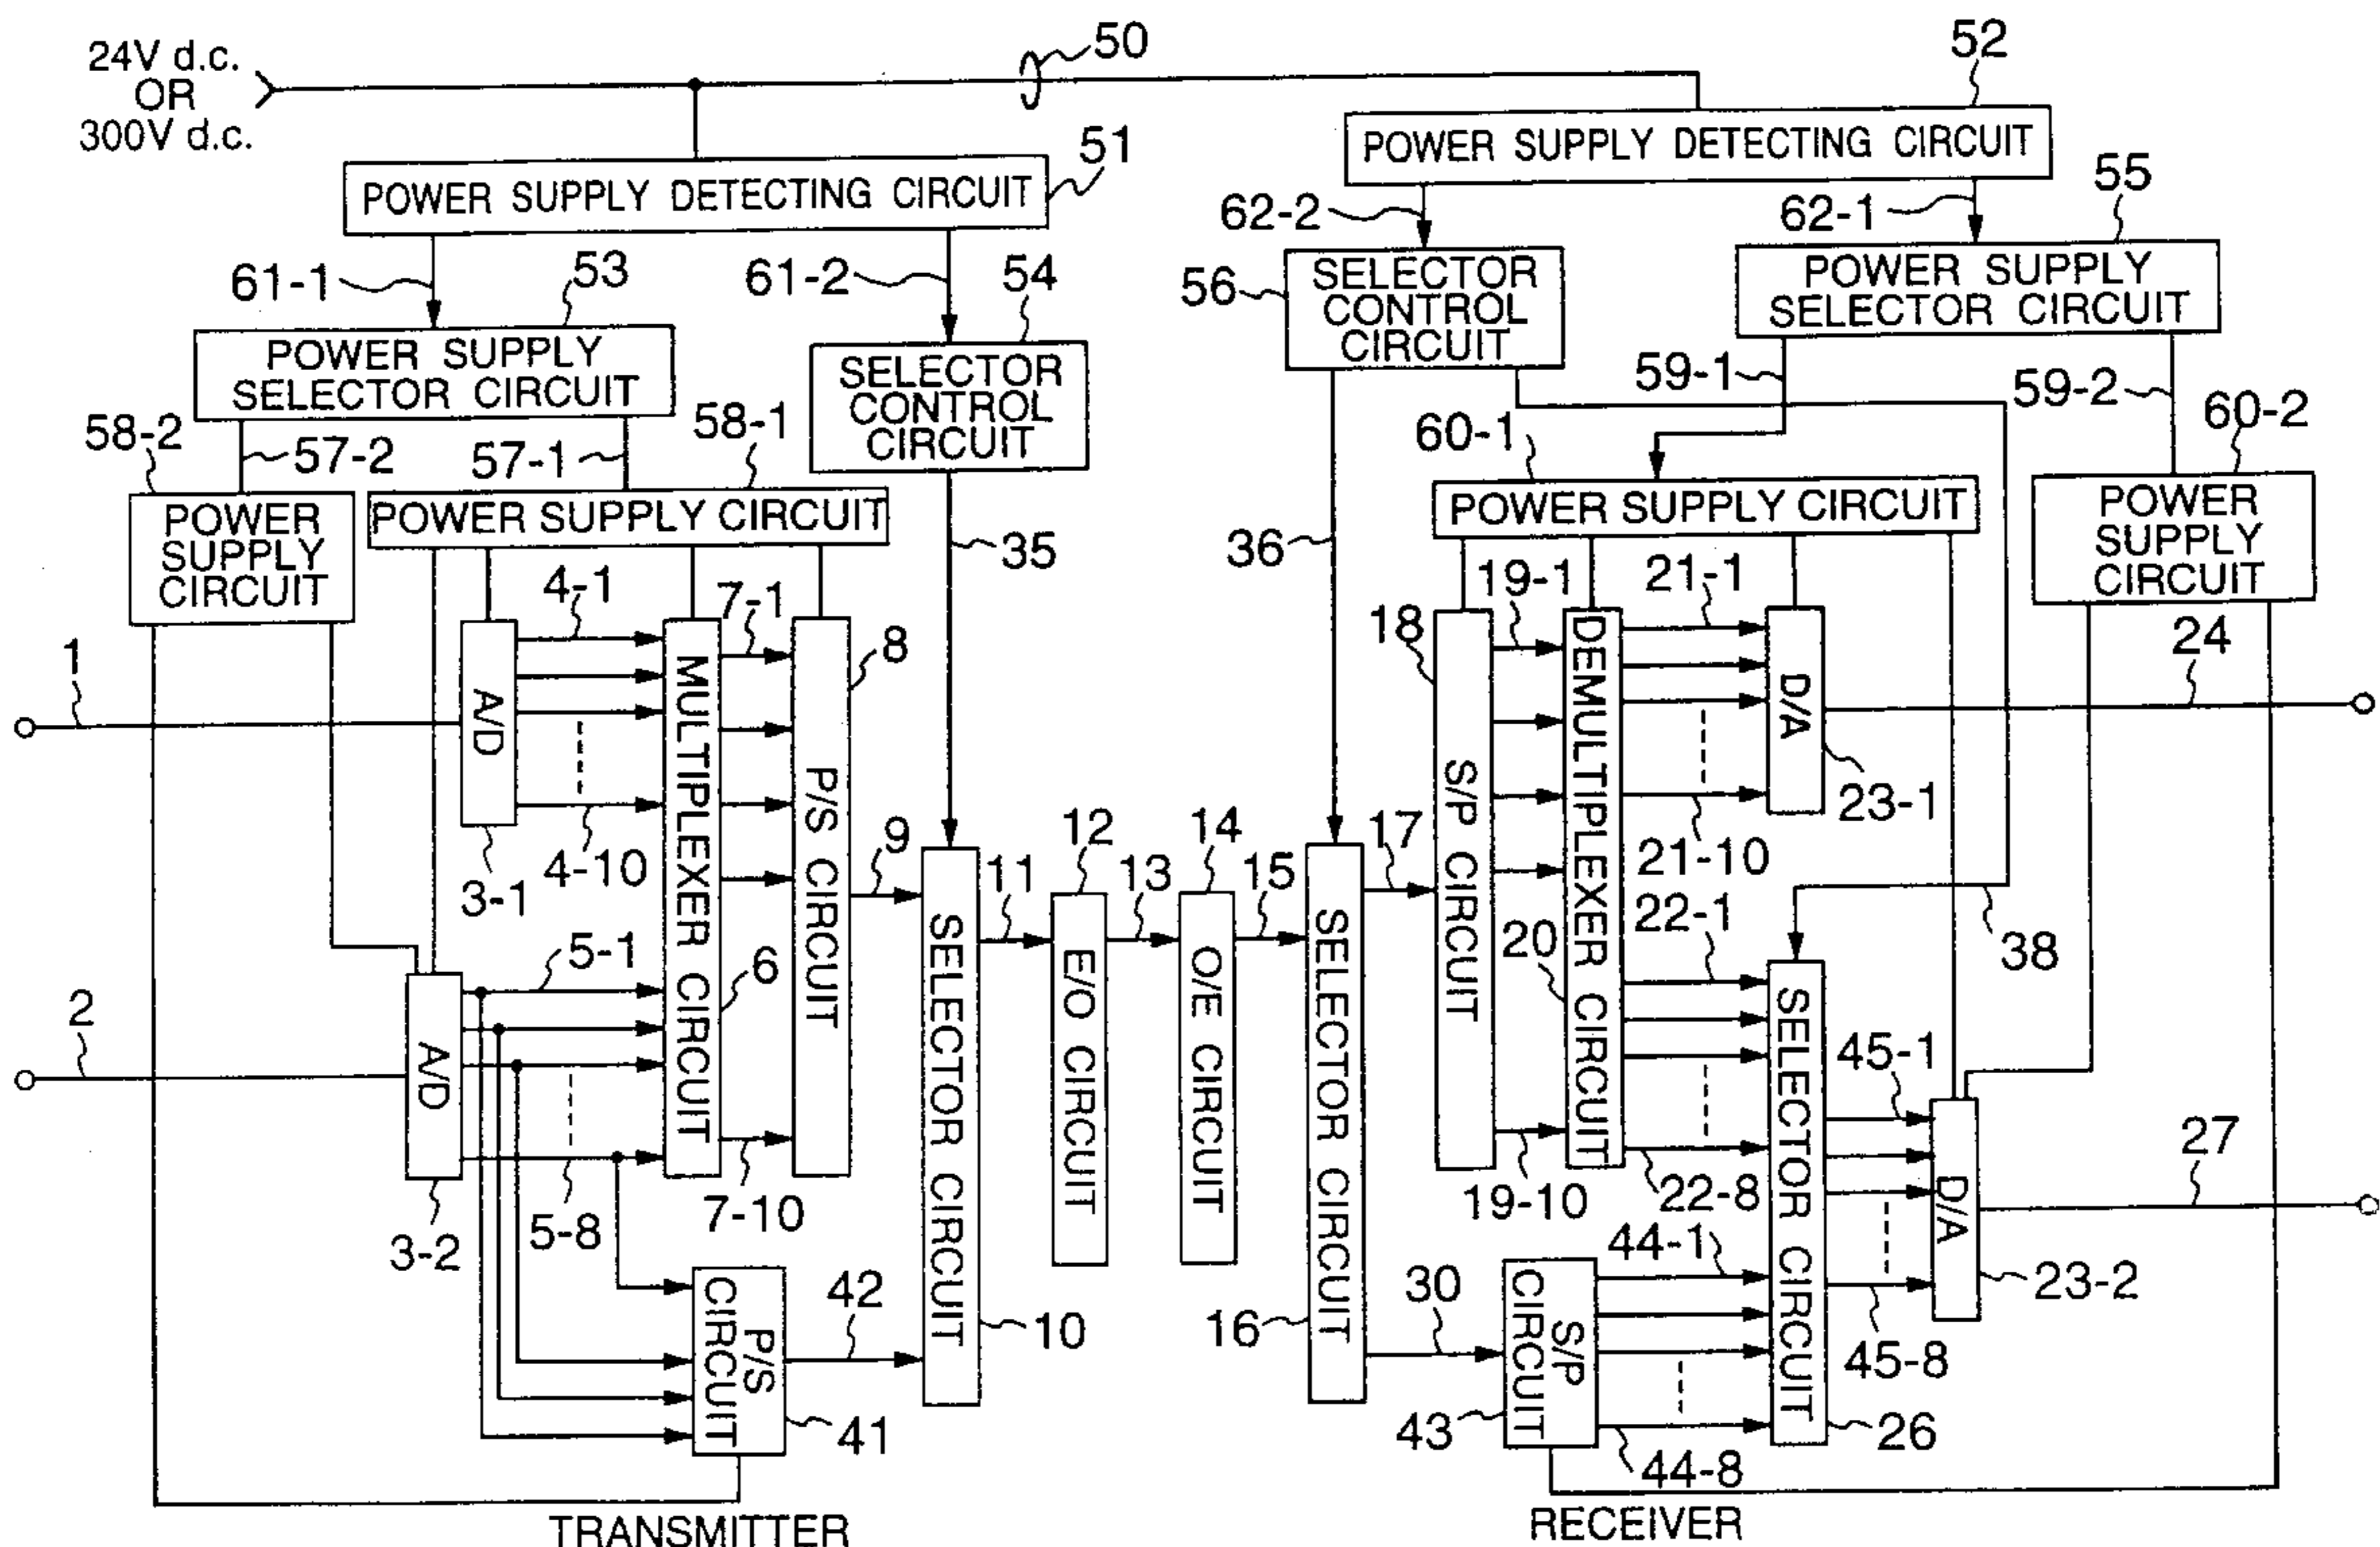 24V d.c.
OR
300V d.c.
50
52
POWER SUPPLY DETECTING CIRCUIT
51
POWER SUPPLY DETECTING CIRCUIT
55
62-2
62-1
61-1
53
61-2
54
56
SELECTOR
CONTROL
CIRCUIT
POWER SUPPLY
SELECTOR CIRCUIT
POWER SUPPLY
SELECTOR CIRCUIT
SELECTOR
CONTROL
CIRCUIT
59-1
59-2
58-2
57-2
57-1
58-1
60-1
60-2
POWER
SUPPLY
CIRCUIT
POWER SUPPLY CIRCUIT
35
36
POWER SUPPLY CIRCUIT
POWER
SUPPLY
CIRCUIT
4-1
7-1
19-1
21-1
1
8
18
24
A/D
MULTIPLEXER CIRCUIT
P/S CIRCUIT
S/P CIRCUIT
DEMULTIPLEXER CIRCUIT
D/A
23-1
3-1
4-10
9
11
12
13
14
15
17
21-10
22-1
20
38
5-1
6
2
A/D
SELECTOR CIRCUIT
E/O CIRCUIT
O/E CIRCUIT
SELECTOR CIRCUIT
SELECTOR CIRCUIT
45-1
D/A
27
3-2
5-8
7-10
19-10
22-8
44-1
23-2
42
10
16
30
45-8
P/S
CIRCUIT
41
S/P
CIRCUIT
43
44-8
26
TRANSMITTER
RECEIVER